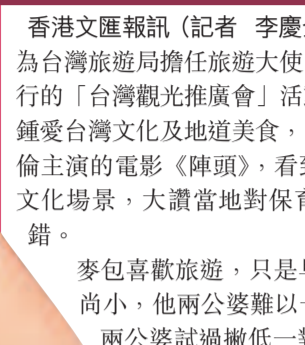 香港文匯報訊（記者 李慶
為台灣旅遊局擔任旅遊大使
行的「台灣觀光推廣會」活
鍾愛台灣文化及地道美食，
倫主演的電影《陣頭》，看
文化場景，大讚當地對保育
錯。
麥包喜歡旅遊，只是
尚小，他兩公婆難以
兩公婆試過撇低一